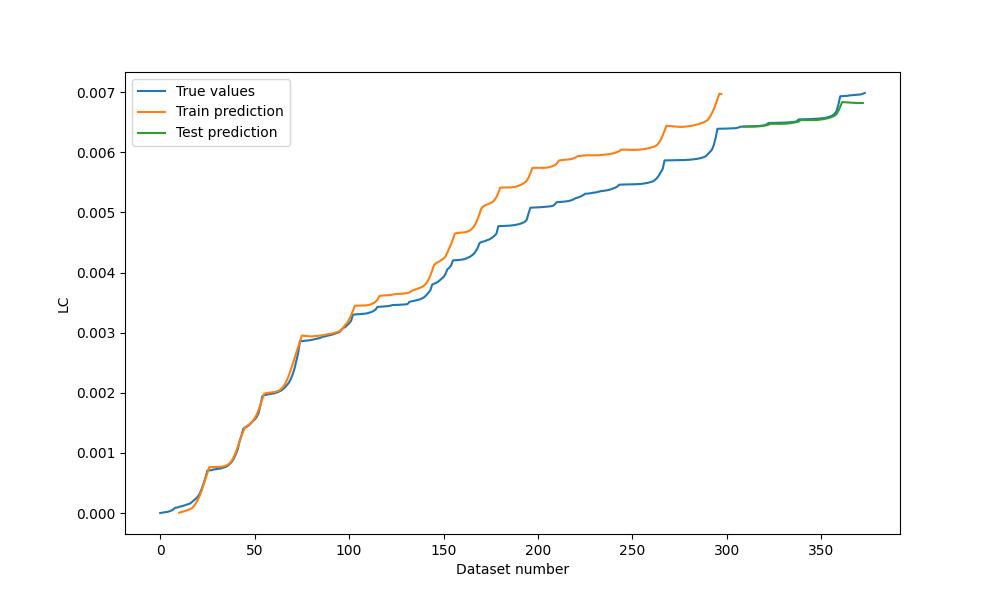 True values
Train prediction
Test prediction
0.007
0.006
0.005
0.004
0.003
0.002
0.001
0.000
LC
0 50 100 150 200 250 300 350
Dataset number